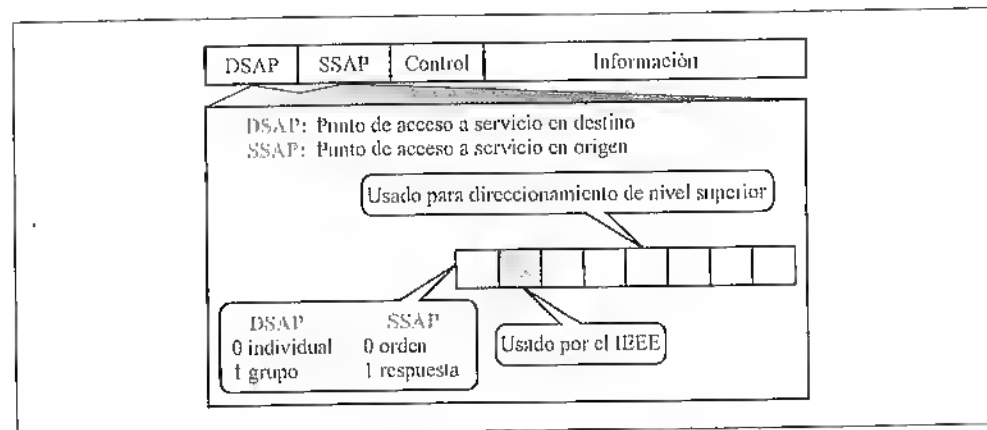 DSAP SSAP Control Información
DSAP: Punto de acceso a servicio en destino
SSAP: Punto de acceso a servicio en origen
Usado para direccionamiento de nivel superior
DSAP SSAP
0 individual 0 orden
1 grupo 1 respuesta
Usado por el IEEE